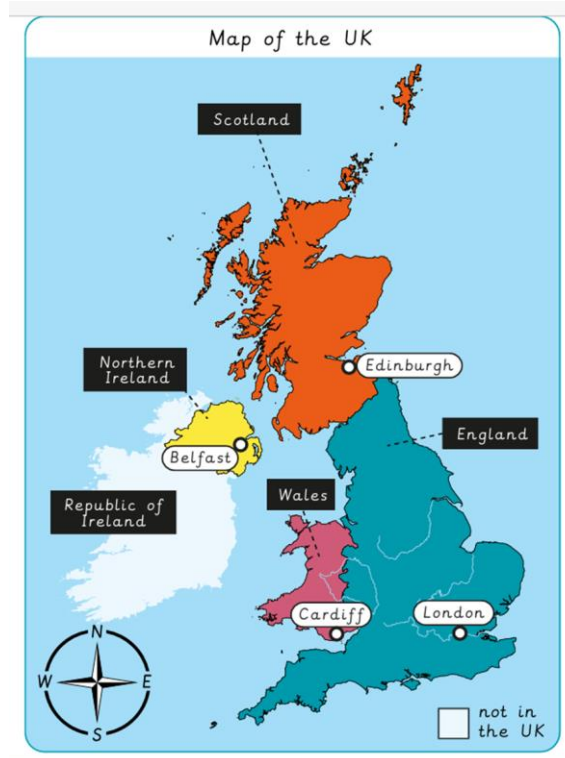 Map of the UK
Scotland
Edinburgh
Northern
Ireland
England
Belfast
Wales
Republic of
Ireland
Cardiff
London
N
W
E
S
not in
the UK